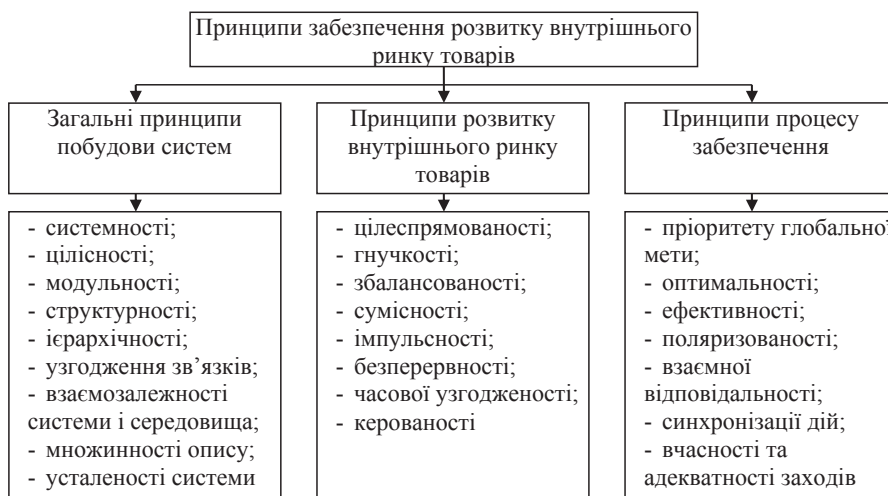 Принципи забезпечення розвитку внутрішнього
ринку товарів
Загальні принципи
побудови систем
Принципи розвитку
внутрішнього ринку
товарів
Принципи процесу
забезпечення
- системності;
- цілісності;
- модульності;
- структурності;
- ієрархічності;
- узгодження зв’язків;
- взаємозалежності
системи і середовища;
- множинності опису;
- усталеності системи
- цілеспрямованості;
- гнучкості;
- збалансованості;
- сумісності;
- імпульсності;
- безперервності;
- часової узгодженості;
- керованості
- пріоритету глобальної
мети;
- оптимальності;
- ефективності;
- поляризованості;
- взаємної
відповідальності;
- синхронізації дій;
- вчасності та
адекватності заходів